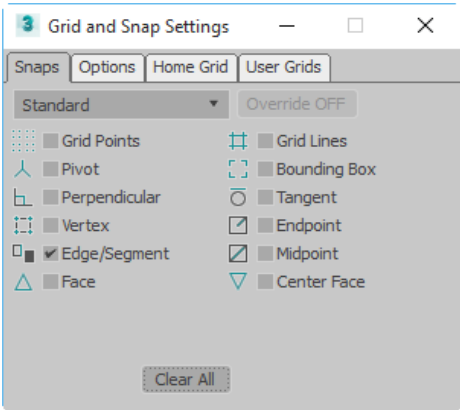 3 Grid and Snap Settings
Snaps Options Home Grid User Grids
Standard Override OFF
Grid Points Grid Lines
Pivot Bounding Box
Perpendicular Tangent
Vertex Endpoint
Edge/Segment Midpoint
Face Center Face
Clear All